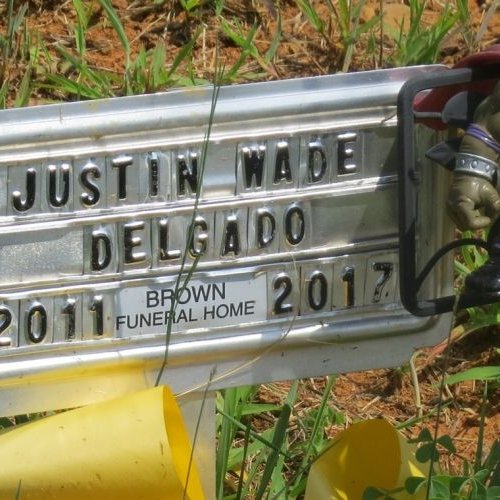 JUSTIN WADE
DELGADO
2011 BROWN FUNERAL HOME 2017